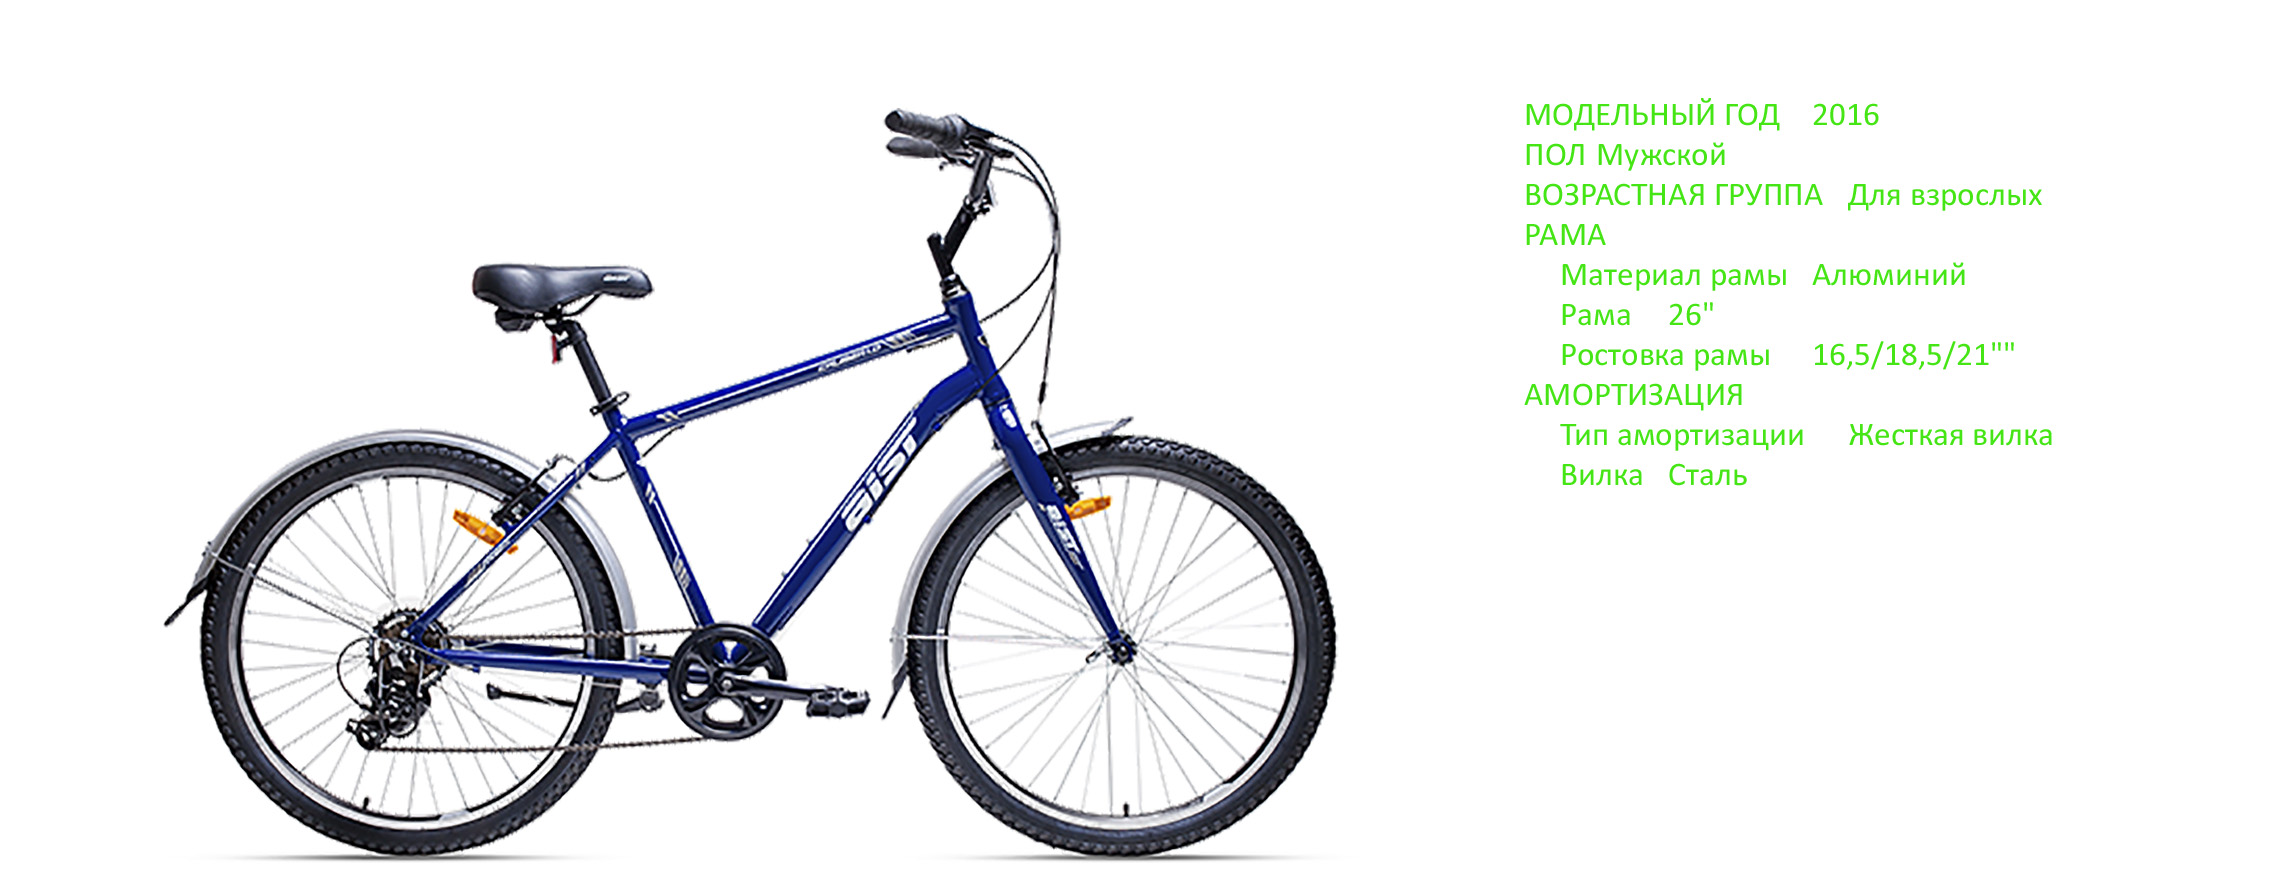 МОДЕЛЬНЫЙ ГОД 2016
ПОЛ Мужской
ВОЗРАСТНАЯ ГРУППА Для взрослых
РАМА
Материал рамы Алюминий
Рама 26"
Ростовка рамы 16,5/18,5/21""
АМОРТИЗАЦИЯ
Тип амортизации Жесткая вилка
Вилка Сталь
aist
aist